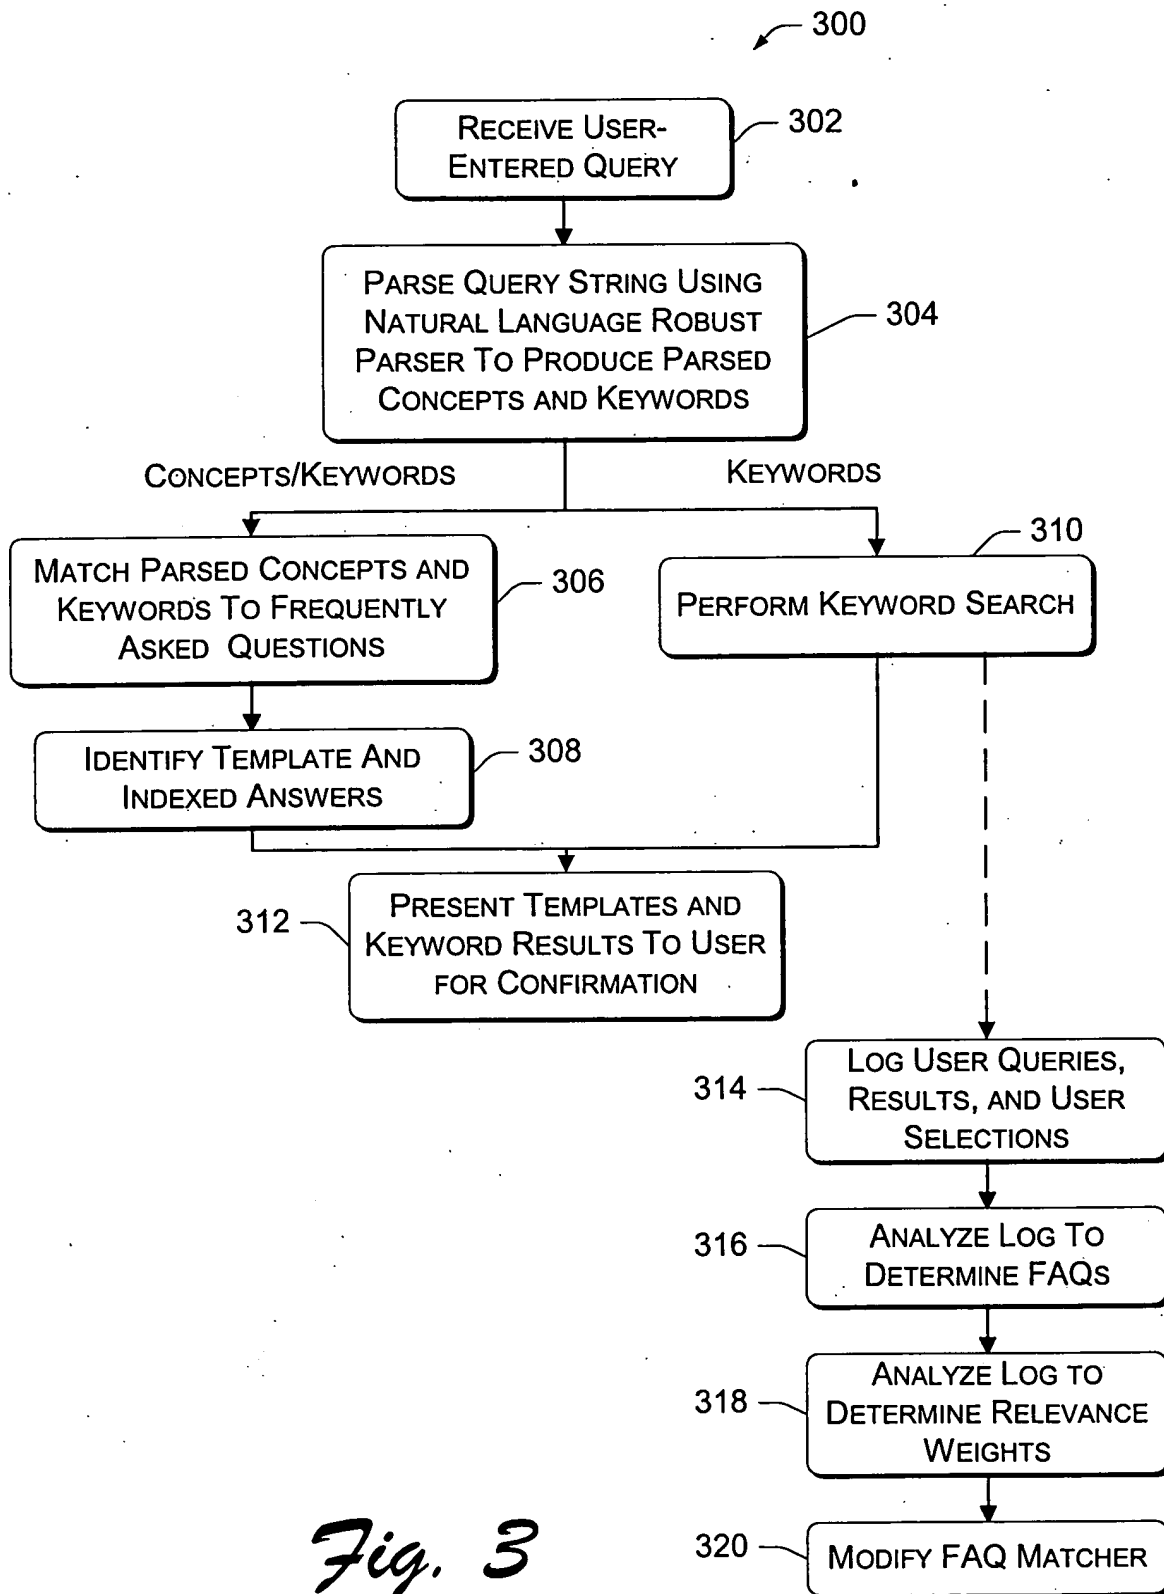 300
RECEIVE USER-
ENTERED QUERY
302
PARSE QUERY STRING USING
NATURAL LANGUAGE ROBUST
PARSER TO PRODUCE PARSED
CONCEPTS AND KEYWORDS
304
CONCEPTS/KEYWORDS
KEYWORDS
MATCH PARSED CONCEPTS AND
KEYWORDS TO FREQUENTLY
ASKED QUESTIONS
306
310
PERFORM KEYWORD SEARCH
IDENTIFY TEMPLATE AND
INDEXED ANSWERS
308
312
PRESENT TEMPLATES AND
KEYWORD RESULTS TO USER
FOR CONFIRMATION
314
LOG USER QUERIES,
RESULTS, AND USER
SELECTIONS
316
ANALYZE LOG TO
DETERMINE FAQS
318
ANALYZE LOG TO
DETERMINE RELEVANCE
WEIGHTS
320
MODIFY FAQ MATCHER
Fig. 3